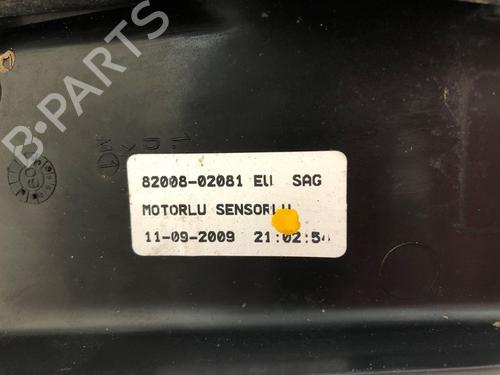 B-PARTS
82008-02081 EU SAG
MOTORLU SENSORLU
11-09-2009 21:02:54